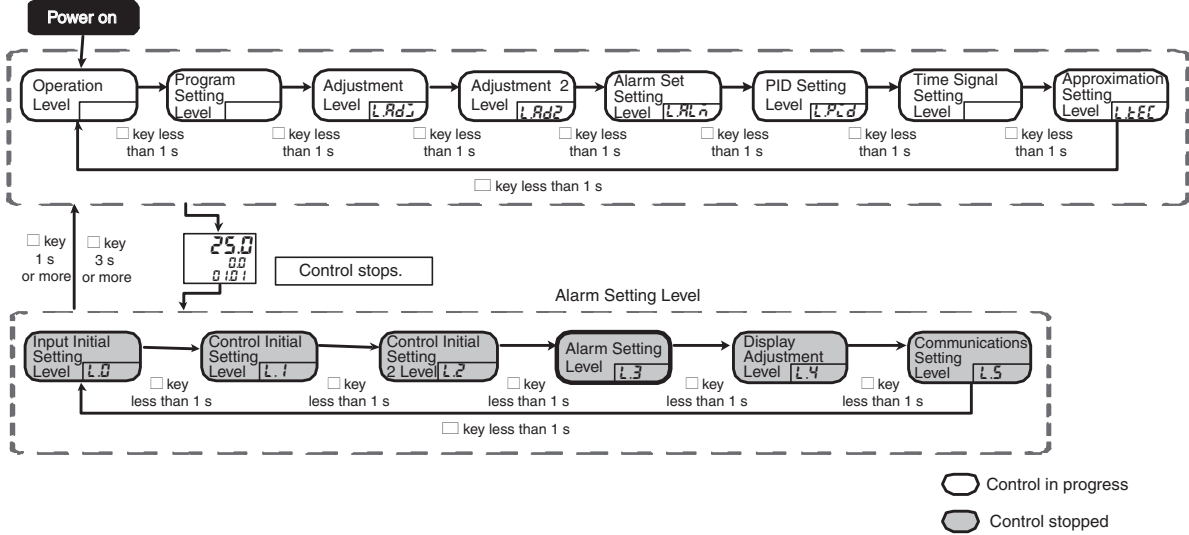 Power on
Operation
Level
Program
Setting
Level
Adjustment
Level L.AdJ
Adjustment 2
Level L.Ad2
Alarm Set
Setting
Level L.ALM
PID Setting
Level L.PId
Time Signal
Setting
Level
Approximation
Setting
Level L.tEC
□ key less
than 1 s
□ key less
than 1 s
□ key less
than 1 s
□ key less
than 1 s
□ key less
than 1 s
□ key less
than 1 s
□ key less
than 1 s
□ key less than 1 s
□ key
1 s
or more
□ key
3 s
or more
25.0
0.0
01.01
Control stops.
Alarm Setting Level
Input Initial
Setting
Level L.0
Control Initial
Setting
Level L.1
Control Initial
Setting
2 Level L.2
Alarm Setting
Level L.3
Display
Adjustment
Level L.4
Communications
Setting
Level L.5
□ key
less than 1 s
□ key
less than 1 s
□ key
less than 1 s
□ key
less than 1 s
□ key
less than 1 s
□ key less than 1 s
Control in progress
Control stopped